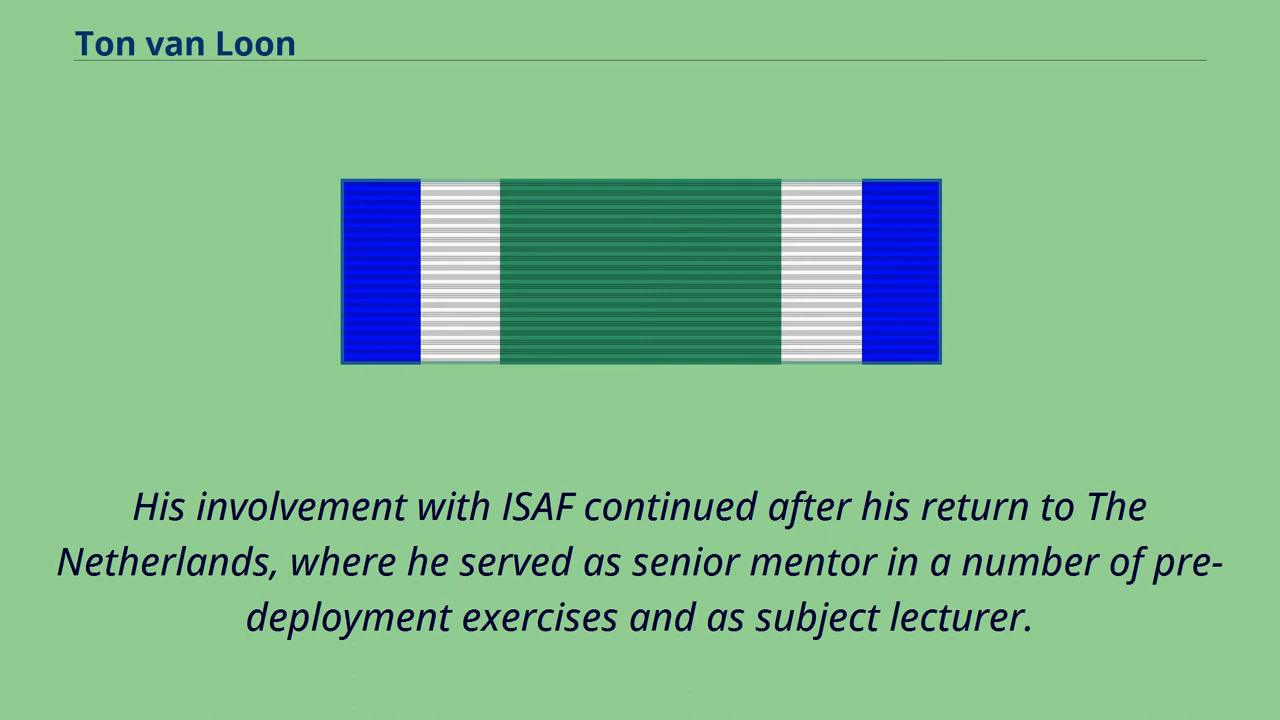 Ton van Loon
His involvement with ISAF continued after his return to The
Netherlands, where he served as senior mentor in a number of pre-
deployment exercises and as subject lecturer.